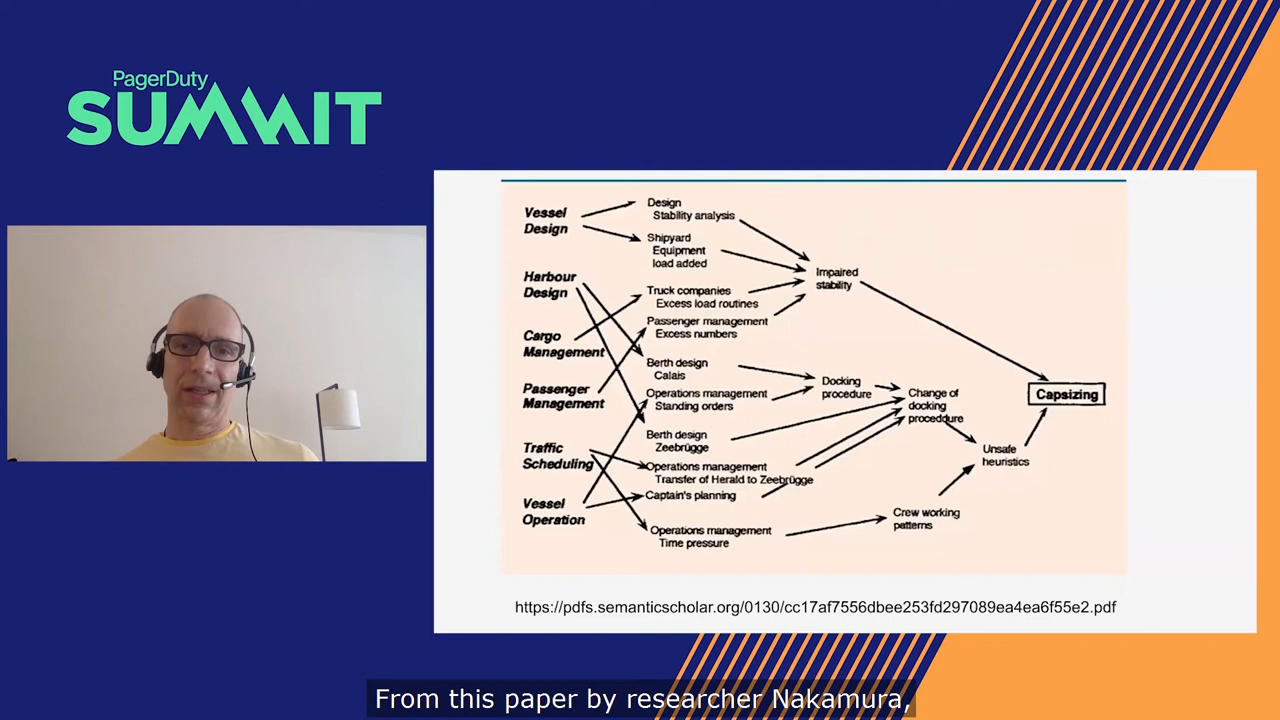 PagerDuty
SUMMIT
Vessel
Design
Harbour
Design
Cargo
Management
Passenger
Management
Traffic
Scheduling
Vessel
Operation
Design
Stability analysis
Shipyard
Equipment
load added
Truck companies
Excess load routines
Passenger management
Excess numbers
Berth design
Calais
Operations management
Standing orders
Berth design
Zeebrügge
Operations management
Transfer of Herald to Zeebrügge
Captain's planning
Operations management
Time pressure
Impaired
stability
Docking
procedure
Change of
docking
procedure
Unsafe
heuristics
Crew working
patterns
Capsizing
https://pdfs.semanticscholar.org/0130/cc17af7556dbee253fd297089ea4ea6f55e2.pdf
From this paper by researcher Nakamura,